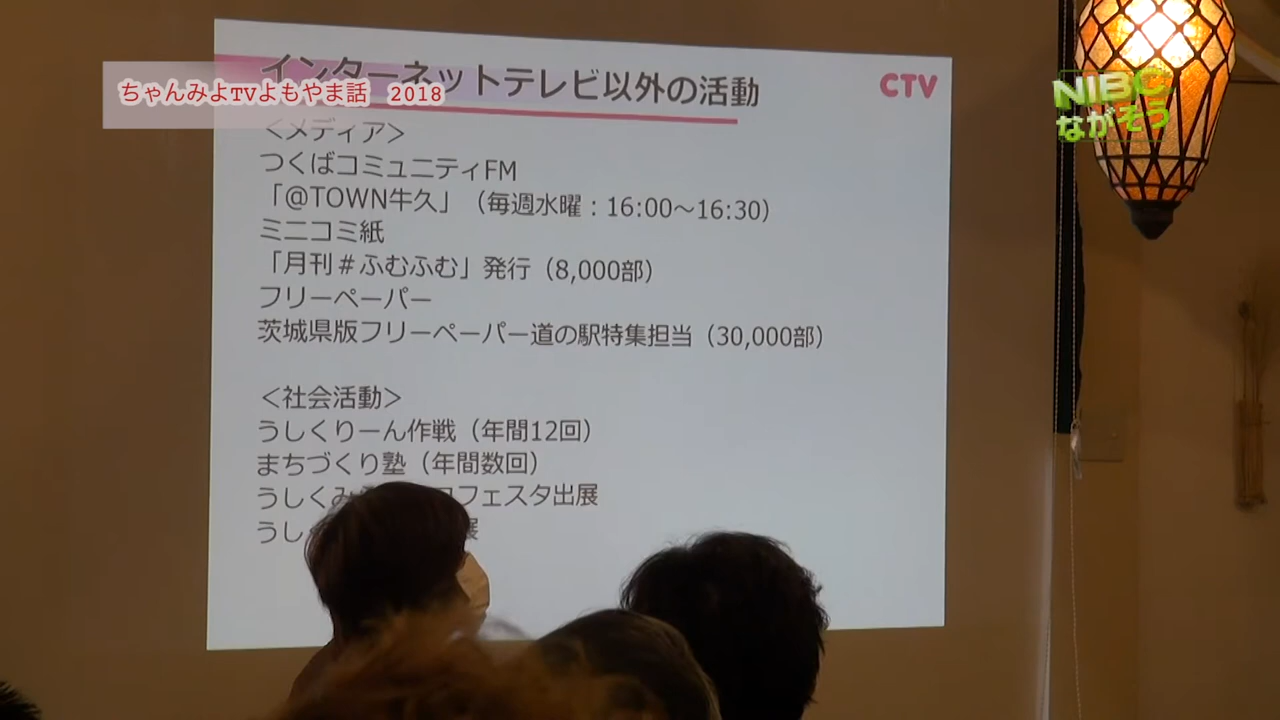 インターネットテレビ以外の活動
CTV
ちゃんみよTVよもやま話 2018
NIBC
ながそう
<メディア>
つくばコミュニティFM
「@TOWN牛久」（毎週水曜：16:00～16:30）
ミニコミ紙
「月刊＃ふむふむ」発行（8,000部）
フリーペーパー
茨城県版フリーペーパー道の駅特集担当（30,000部）
<社会活動>
うしくりーん作戦（年間12回）
まちづくり塾（年間数回）
うしくみ フェスタ出展
うし 展